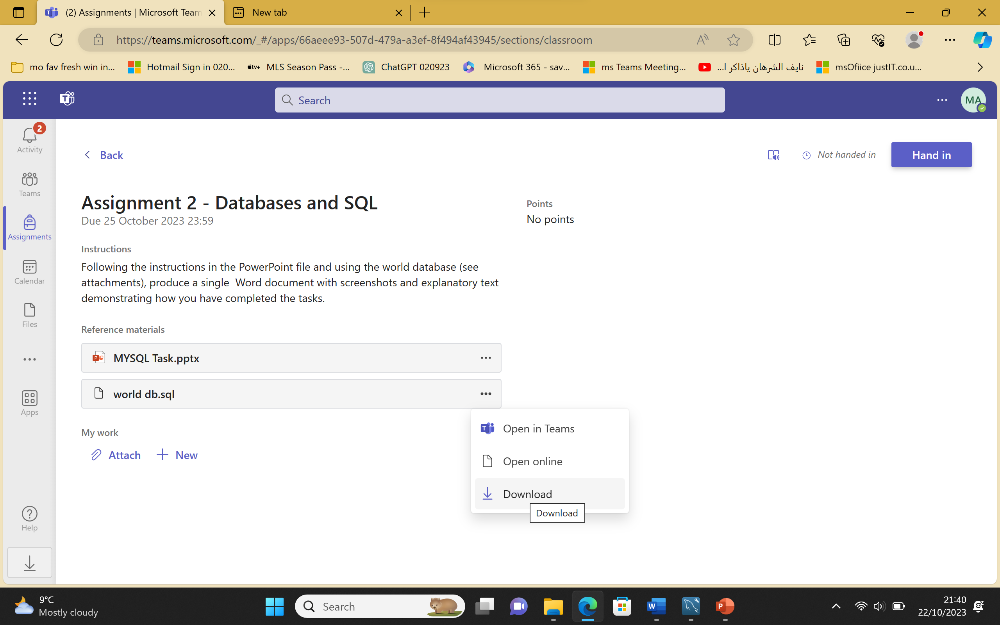 (2) Assignments | Microsoft Team
New tab
https://teams.microsoft.com/_#/apps/66aeee93-507d-479a-a3ef-8f494af43945/sections/classroom
mo fav fresh win in...
Hotmail Sign in 020...
tv+ MLS Season Pass -...
ChatGPT 020923
Microsoft 365 - sav...
ms Teams Meeting...
نايف الشرهان ياذاكر ا...
msOfiice justIT.co.u...
Search
MA
2
Activity
Teams
Assignments
Calendar
Files
Apps
Help
Back
Not handed in
Hand in
Assignment 2 - Databases and SQL
Due 25 October 2023 23:59
Points
No points
Instructions
Following the instructions in the PowerPoint file and using the world database (see
attachments), produce a single  Word document with screenshots and explanatory text
demonstrating how you have completed the tasks.
Reference materials
MYSQL Task.pptx
world db.sql
My work
Attach
New
Open in Teams
Open online
Download
Download
9°C
Mostly cloudy
Search
21:40
22/10/2023